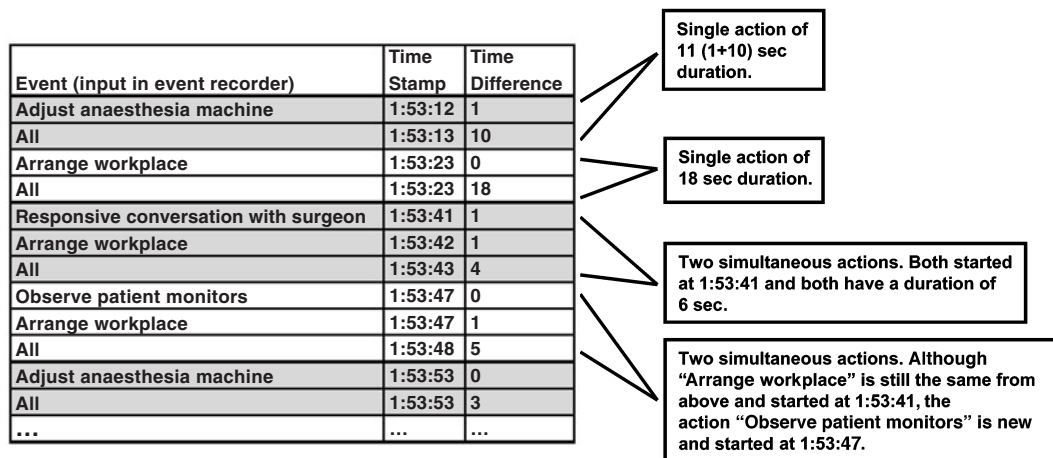 Event (input in event recorder) Time Stamp Time Difference
Adjust anaesthesia machine 1:53:12 1
All 1:53:13 10
Arrange workplace 1:53:23 0
All 1:53:23 18
Responsive conversation with surgeon 1:53:41 1
Arrange workplace 1:53:42 1
All 1:53:43 4
Observe patient monitors 1:53:47 0
Arrange workplace 1:53:47 1
All 1:53:48 5
Adjust anaesthesia machine 1:53:53 0
All 1:53:53 3
... ... ...
Single action of
11 (1+10) sec
duration.
Single action of
18 sec duration.
Two simultaneous actions. Both started
at 1:53:41 and both have a duration of
6 sec.
Two simultaneous actions. Although
“Arrange workplace” is still the same from
above and started at 1:53:41, the
action “Observe patient monitors” is new
and started at 1:53:47.